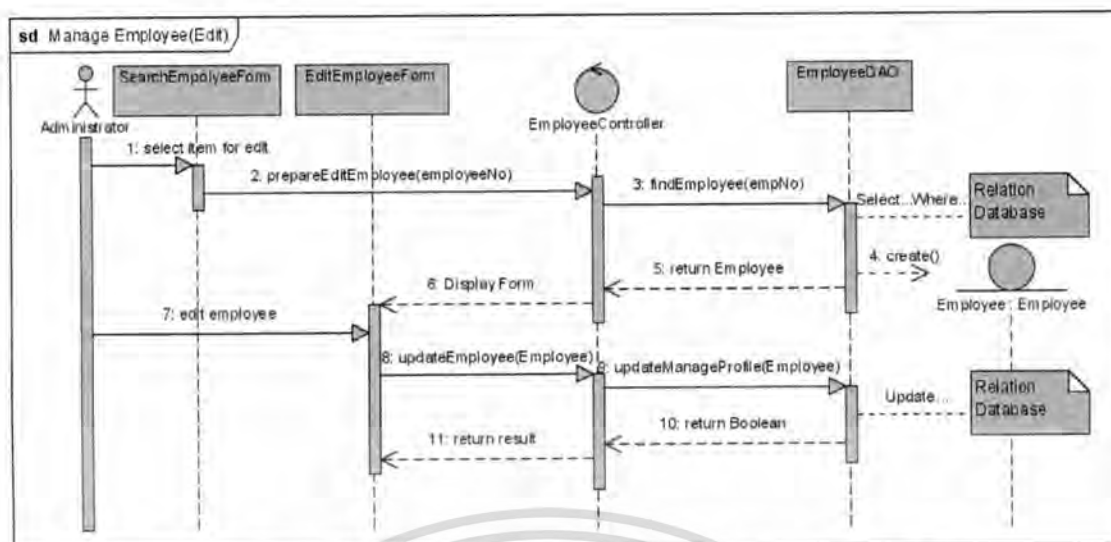 sd Manage Employee(Edit)
SearchEmpolyeeForm
EditEmployeeForm
EmployeeDAO
Administrator
EmployeeController
1: select item for edit
2: prepareEditEmployee(employeeNo)
3: findEmployee(empNo)
Select...Where...
Relation
Database
4: create()
5: return Employee
6: Display Form
Employee : Employee
7: edit employee
8: updateEmployee(Employee)
9: updateManageProfile(Employee)
Update...
Relation
Database
10: return Boolean
11: return result